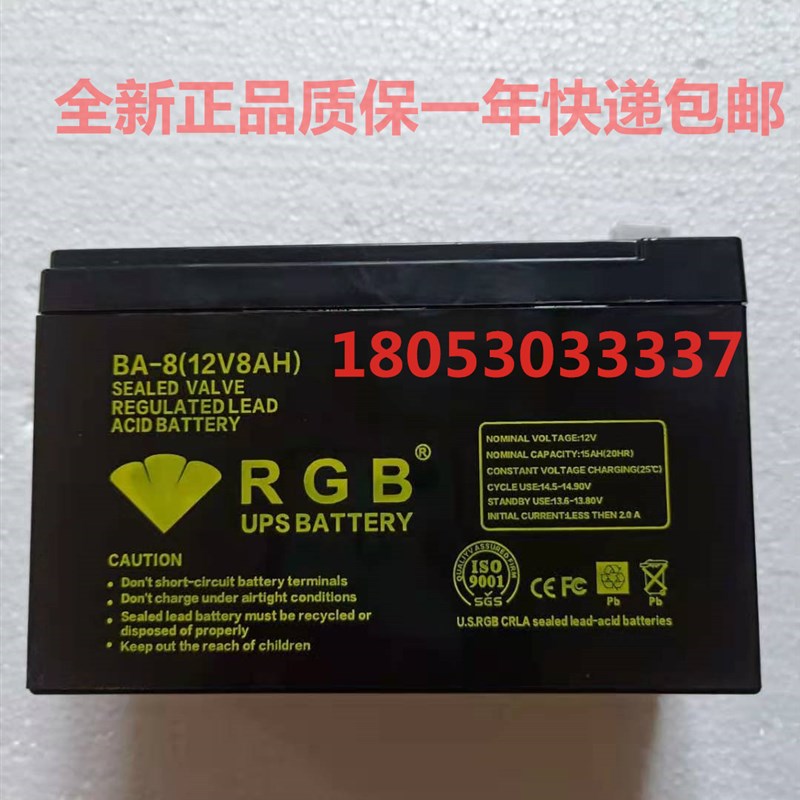 全新正品质保一年快递包邮
BA-8(12V8AH)
18053033337
SEALED VALVE
REGULATED LEAD
ACID BATTERY
RGB®
UPS BATTERY
NOMINAL VOLTAGE:12V
NOMINAL CAPACITY:15AH(20HR)
CONSTANT VOLTAGE CHARGING(25℃)
CYCLE USE:14.5-14.90V
STANDBY USE:13.6-13.80V
INITIAL CURRENT:LESS THEN 2.0 A
CAUTION
• Don't short-circuit battery terminals
• Don't charge under airtight conditions
• Sealed lead battery must be recycled or
disposed of properly
• Keep out the reach of children
QUALITY ASSURED FIRM
ISO
9001
SGS
CE FC
Pb
Pb
U.S.RGB CRLA sealed lead-acid batteries